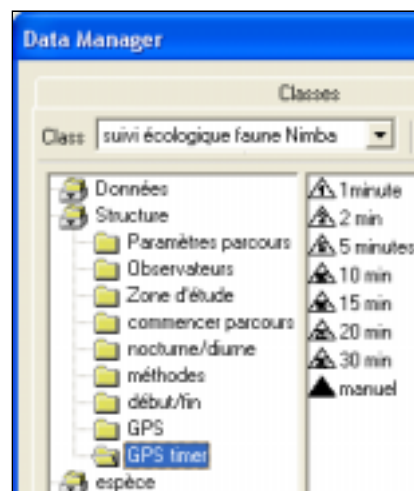 Data Manager
Classes
Class suivi écologique faune Nimba
Données
Structure
Paramètres parcours
Observateurs
Zone d'étude
commencer parcours
nocturne/diurne
méthodes
début/fin
GPS
GPS timer
espèce
1 minute
2 min
5 minutes
10 min
15 min
20 min
30 min
manuel